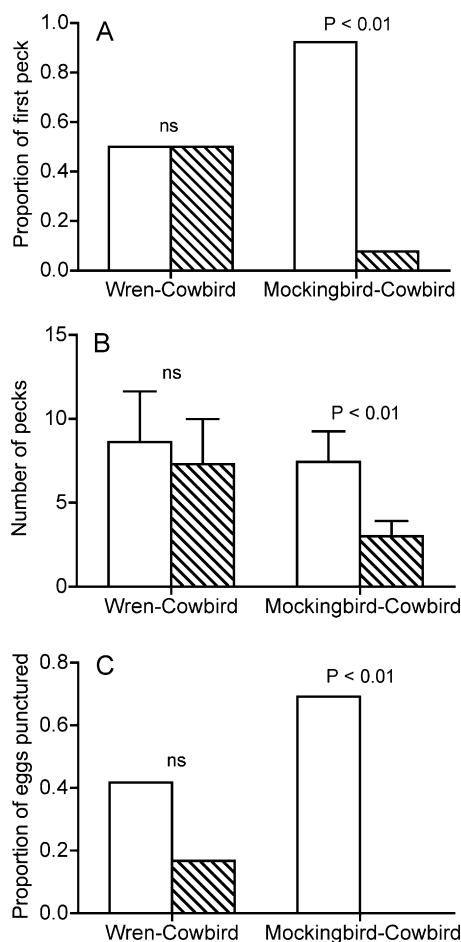 A
Proportion of first peck
1.0
0.8
0.6
0.4
0.2
0.0
ns
P < 0.01
Wren-Cowbird
Mockingbird-Cowbird
B
Number of pecks
15
10
5
0
ns
P < 0.01
Wren-Cowbird
Mockingbird-Cowbird
C
Proportion of eggs punctured
0.8
0.6
0.4
0.2
0.0
ns
P < 0.01
Wren-Cowbird
Mockingbird-Cowbird